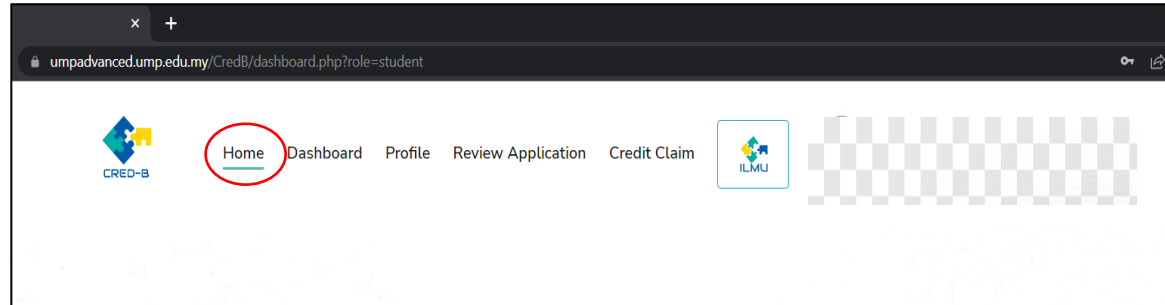 × +
umpadvanced.ump.edu.my/CredB/dashboard.php?role=student
CRED-B Home Dashboard Profile Review Application Credit Claim ILMU